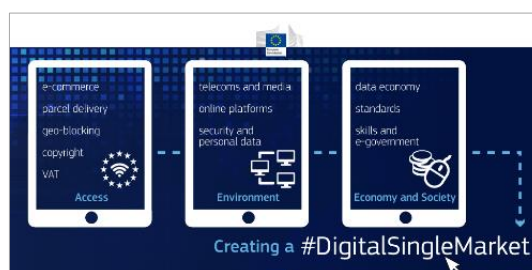 e-commerce
parcel delivery
geo-blocking
copyright
VAT
Access
telecoms and media
online platforms
security and
personal data
Environment
data economy
standards
skills and
e-government
Economy and Society
Creating a #DigitalSingleMarket